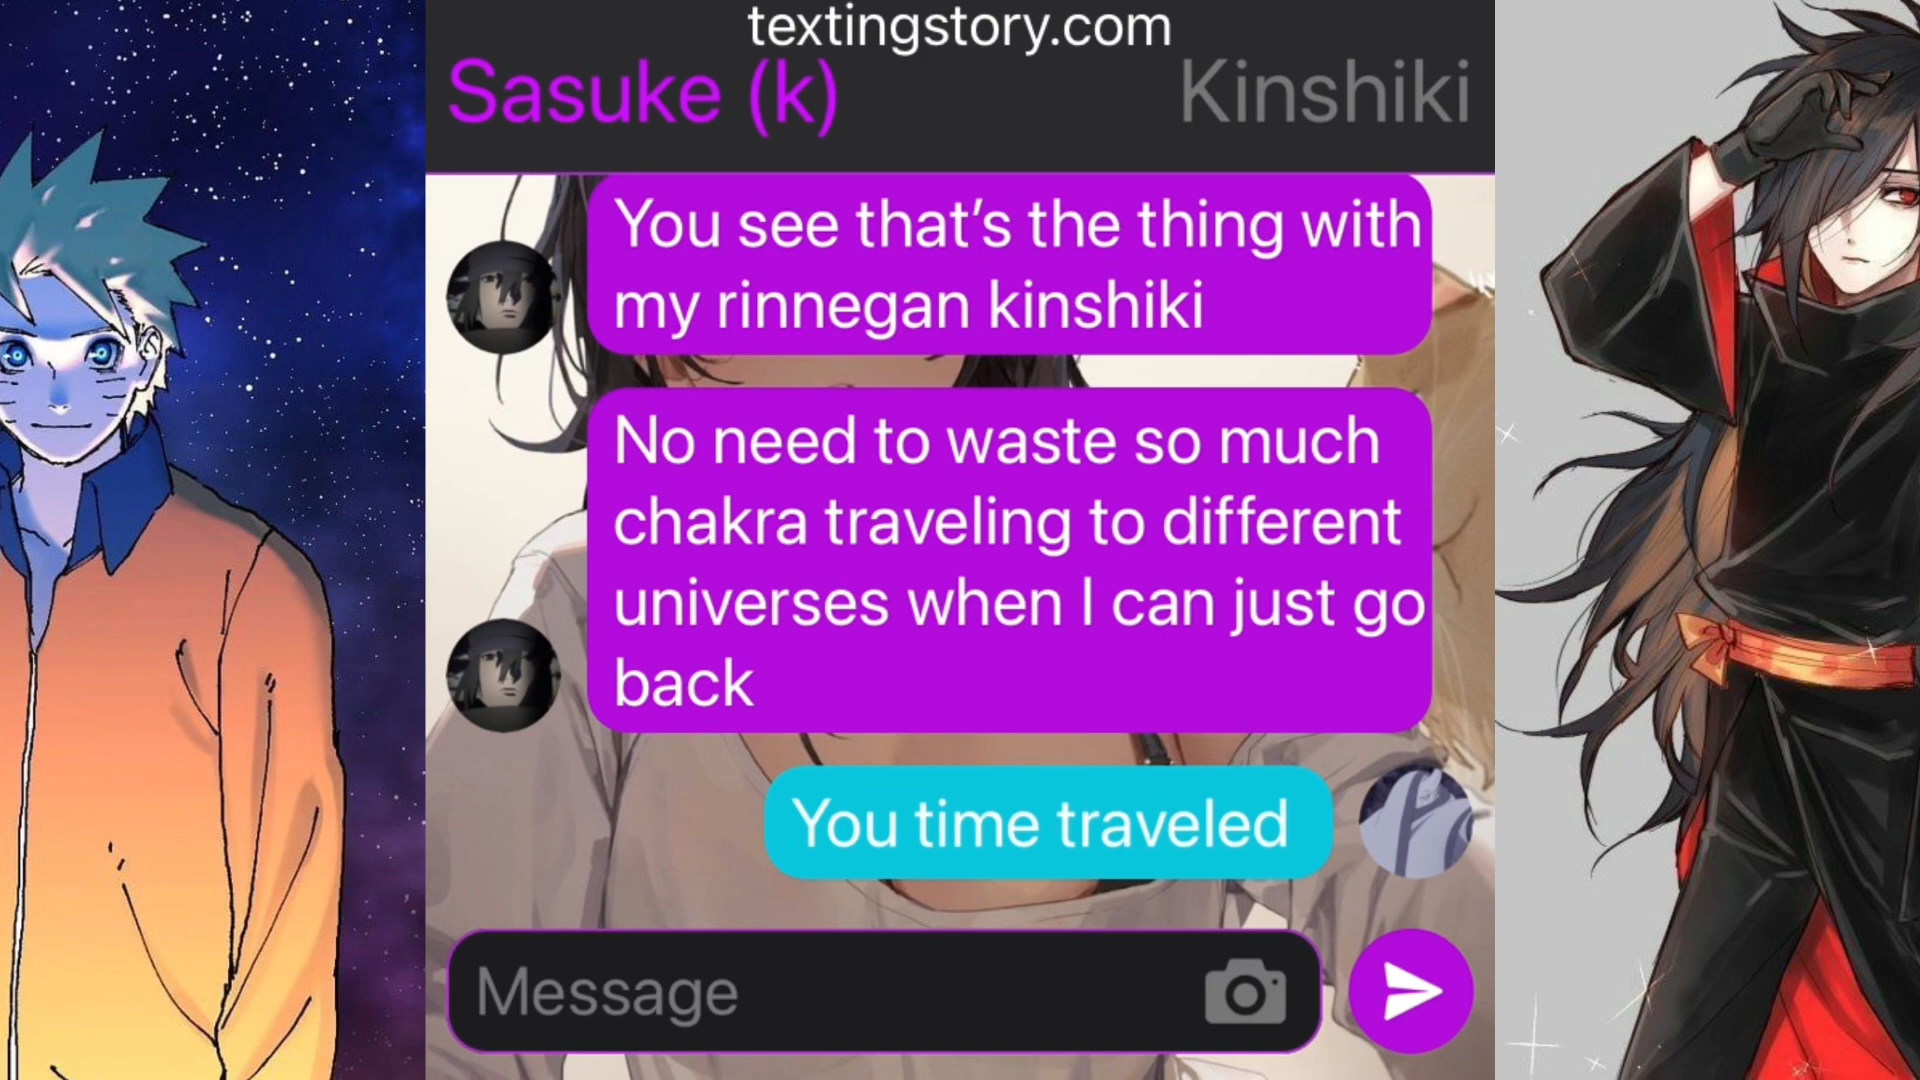 textingstory.com
Sasuke (k) Kinshiki
You see that’s the thing with
my rinnegan kinshiki
No need to waste so much
chakra traveling to different
universes when I can just go
back
You time traveled
Message